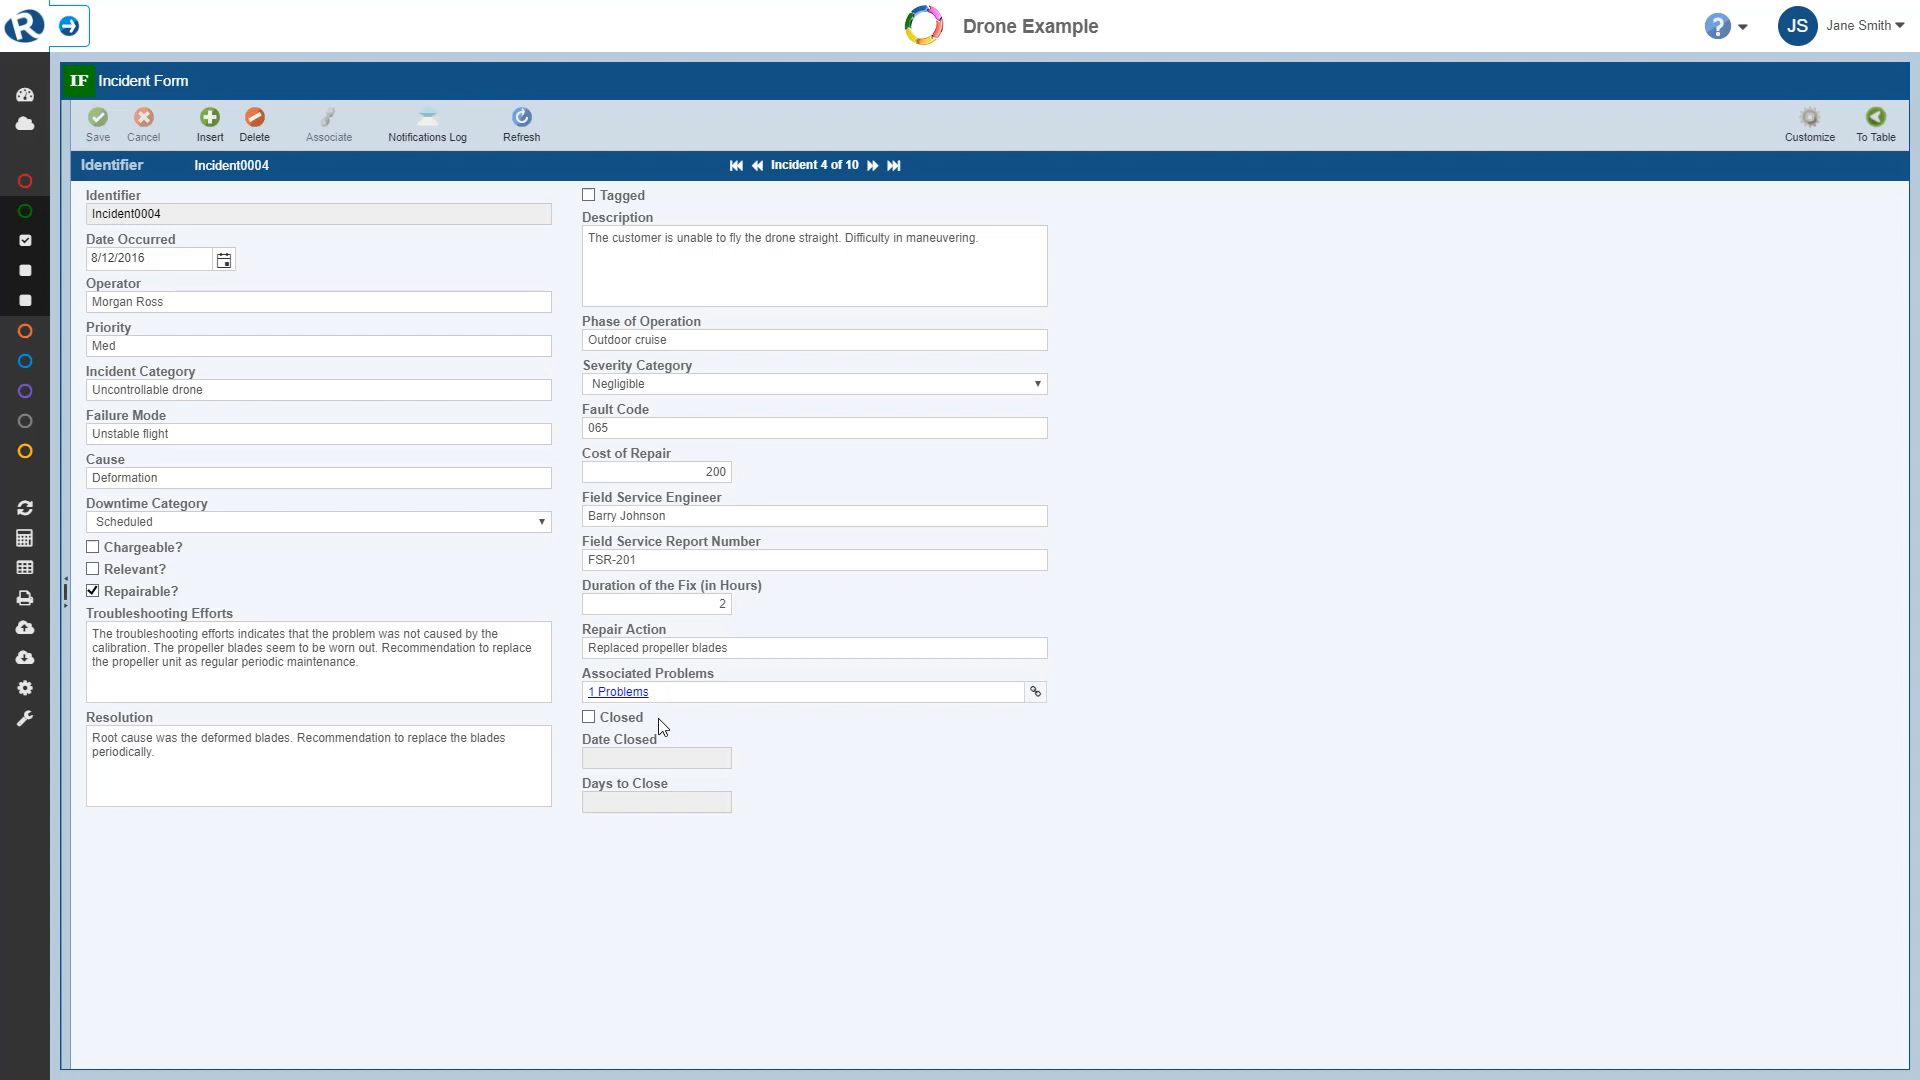 R
Drone Example
?
JS
Jane Smith
IF Incident Form
Save
Cancel
Insert
Delete
Associate
Notifications Log
Refresh
Customize
To Table
Identifier
Incident0004
Incident 4 of 10
Identifier
Incident0004
Date Occurred
8/12/2016
Operator
Morgan Ross
Priority
Med
Incident Category
Uncontrollable drone
Failure Mode
Unstable flight
Cause
Deformation
Downtime Category
Scheduled
Chargeable?
Relevant?
Repairable?
Troubleshooting Efforts
The troubleshooting efforts indicates that the problem was not caused by the
calibration. The propeller blades seem to be worn out. Recommendation to replace
the propeller unit as regular periodic maintenance.
Resolution
Root cause was the deformed blades. Recommendation to replace the blades
periodically.
Tagged
Description
The customer is unable to fly the drone straight. Difficulty in maneuvering.
Phase of Operation
Outdoor cruise
Severity Category
Negligible
Fault Code
065
Cost of Repair
200
Field Service Engineer
Barry Johnson
Field Service Report Number
FSR-201
Duration of the Fix (in Hours)
2
Repair Action
Replaced propeller blades
Associated Problems
1 Problems
Closed
Date Closed
Days to Close